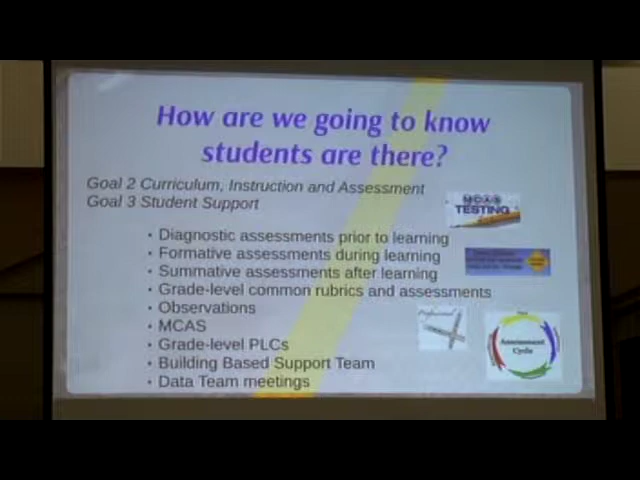 How are we going to know
students are there?
Goal 2 Curriculum, Instruction and Assessment
Goal 3 Student Support
MCAS
TESTING
· Diagnostic assessments prior to learning
· Formative assessments during learning
· Summative assessments after learning
· Grade-level common rubrics and assessments
· Observations
· MCAS
· Grade-level PLCs
· Building Based Support Team
· Data Team meetings
Professional
Assessment
Cycle